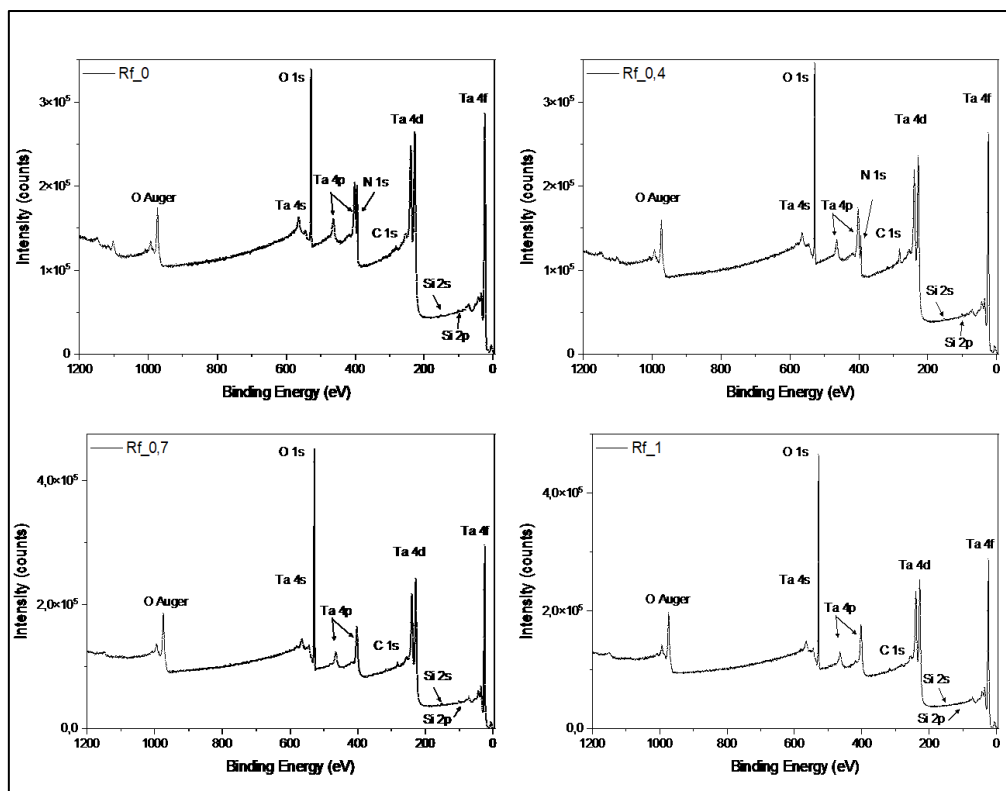 Rf_0
O 1s
3×10⁵
Ta 4f
Ta 4d
2×10⁵
Ta 4p
N 1s
O Auger
Ta 4s
C 1s
1×10⁵
Si 2s
Si 2p
0
1200 1000 800 600 400 200 0
Binding Energy (eV)
Intensity (counts)
Rf_0,4
O 1s
3×10⁵
Ta 4f
Ta 4d
2×10⁵
N 1s
O Auger
Ta 4s
Ta 4p
C 1s
1×10⁵
Si 2s
Si 2p
0
1200 1000 800 600 400 200 0
Binding Energy (eV)
Intensity (counts)
Rf_0,7
O 1s
4,0×10⁵
Ta 4f
Ta 4d
Ta 4s
2,0×10⁵
Ta 4p
O Auger
C 1s
Si 2s
Si 2p
0,0
1200 1000 800 600 400 200 0
Binding Energy (eV)
Intensity (counts)
Rf_1
O 1s
4,0×10⁵
Ta 4f
Ta 4d
Ta 4s
2,0×10⁵
Ta 4p
O Auger
C 1s
Si 2s
Si 2p
0,0
1200 1000 800 600 400 200 0
Binding Energy (eV)
Intensity (counts)